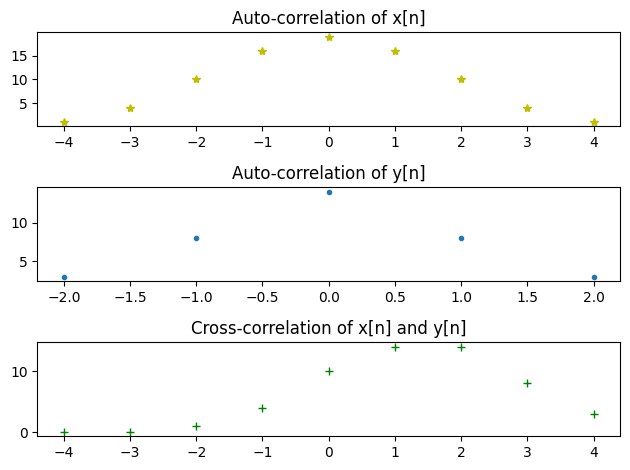 Auto-correlation of x[n]
15
10
5
−4 −3 −2 −1 0 1 2 3 4
Auto-correlation of y[n]
10
5
−2.0 −1.5 −1.0 −0.5 0.0 0.5 1.0 1.5 2.0
Cross-correlation of x[n] and y[n]
10
0
−4 −3 −2 −1 0 1 2 3 4